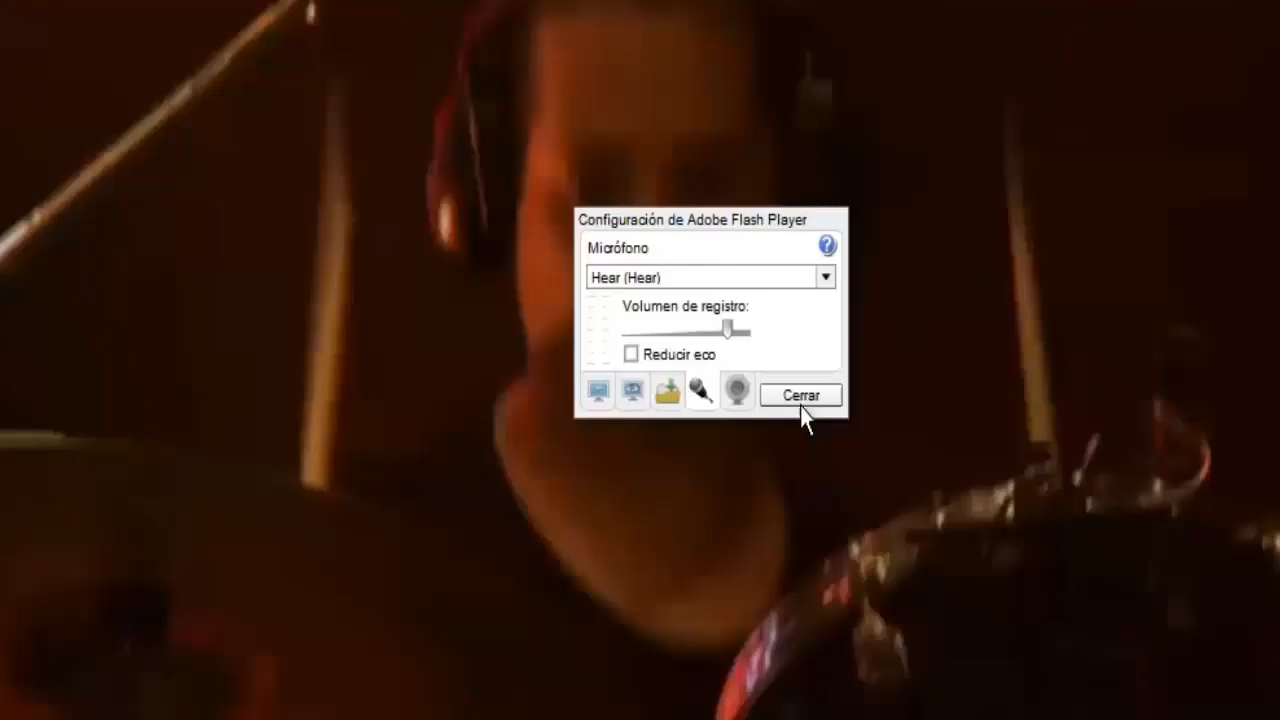 Configuración de Adobe Flash Player
Micrófono
?
Hear (Hear)
Volumen de registro:
Reducir eco
Cerrar